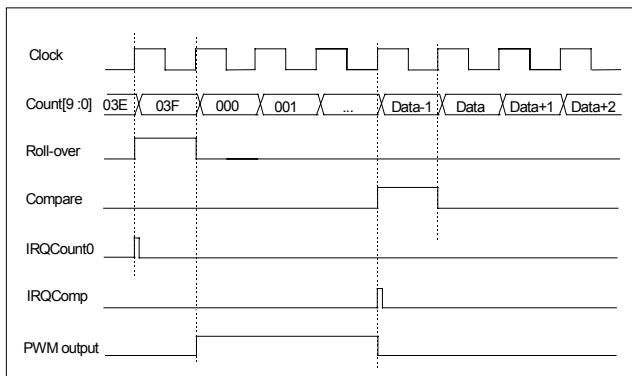 Clock
Count[9 :0] 03E 03F 000 001 ... Data-1 Data Data+1 Data+2
Roll-over
Compare
IRQCount0
IRQComp
PWM output